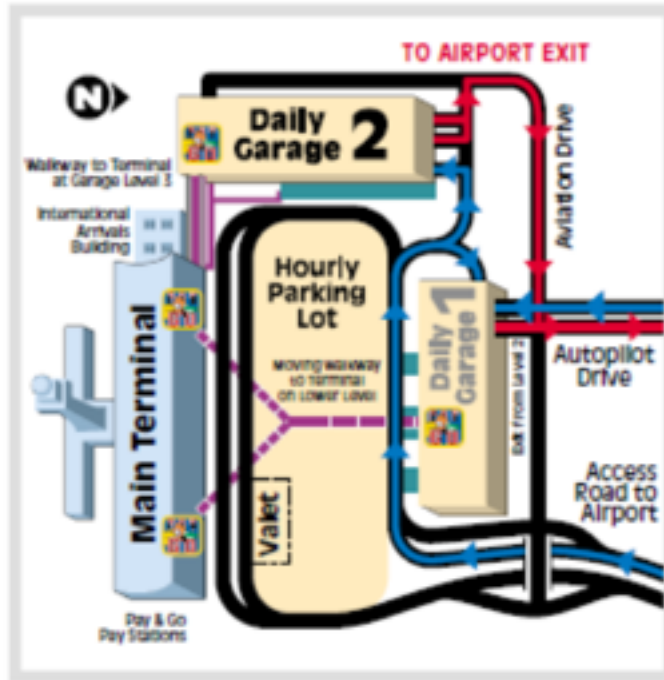 TO AIRPORT EXIT
N
Daily
Garage 2
Walkway to Terminal
at Garage Level 3
International
Arrivals
Building
Aviation Drive
Hourly
Parking
Lot
Main Terminal
Daily
Garage 1
Moving Walkway
to Terminal
on Lower Level
Exit From Level 2
Autopilot
Drive
Access
Road to
Airport
Valet
Pay & Go
Pay Stations